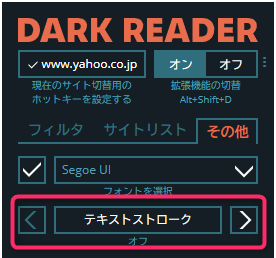 DARK READER
www.yahoo.co.jp
オン オフ
現在のサイト切替用の
ホットキーを設定する
拡張機能の切替
Alt+Shift+D
フィルタ サイトリスト その他
Segoe UI
フォントを選択
テキストストローク
オフ